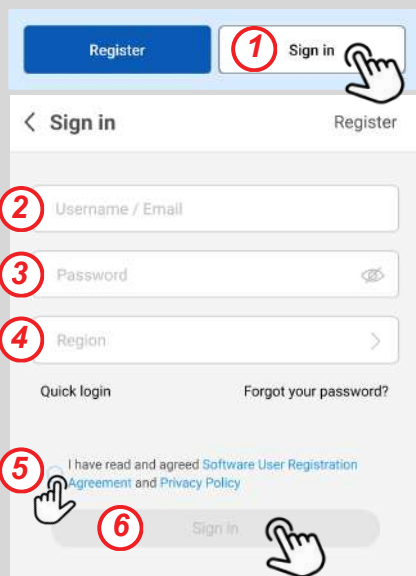 Register
1
Sign in
Sign in
Register
2
Username / Email
3
Password
4
Region
Quick login
Forgot your password?
5
I have read and agreed Software User Registration
Agreement and Privacy Policy
6
Sign in